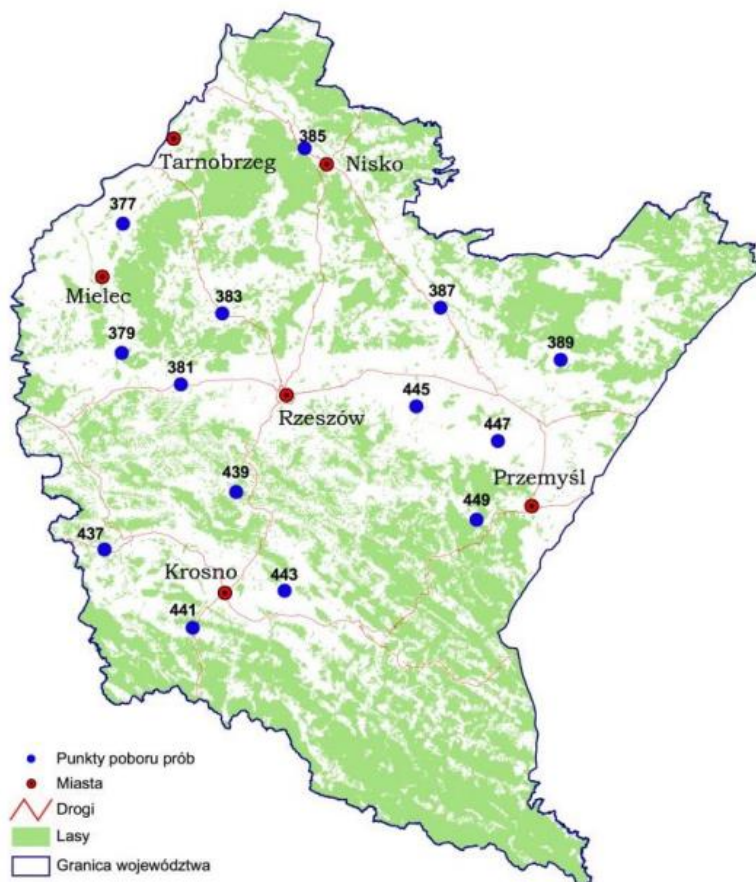 385
Tarnobrzeg
Nisko
377
Mielec
383
387
379
389
381
Rzeszów
445
447
439
Przemyśl
449
437
Krosno
443
441
Punkty poboru prób
Miasta
Drogi
Lasy
Granica województwa